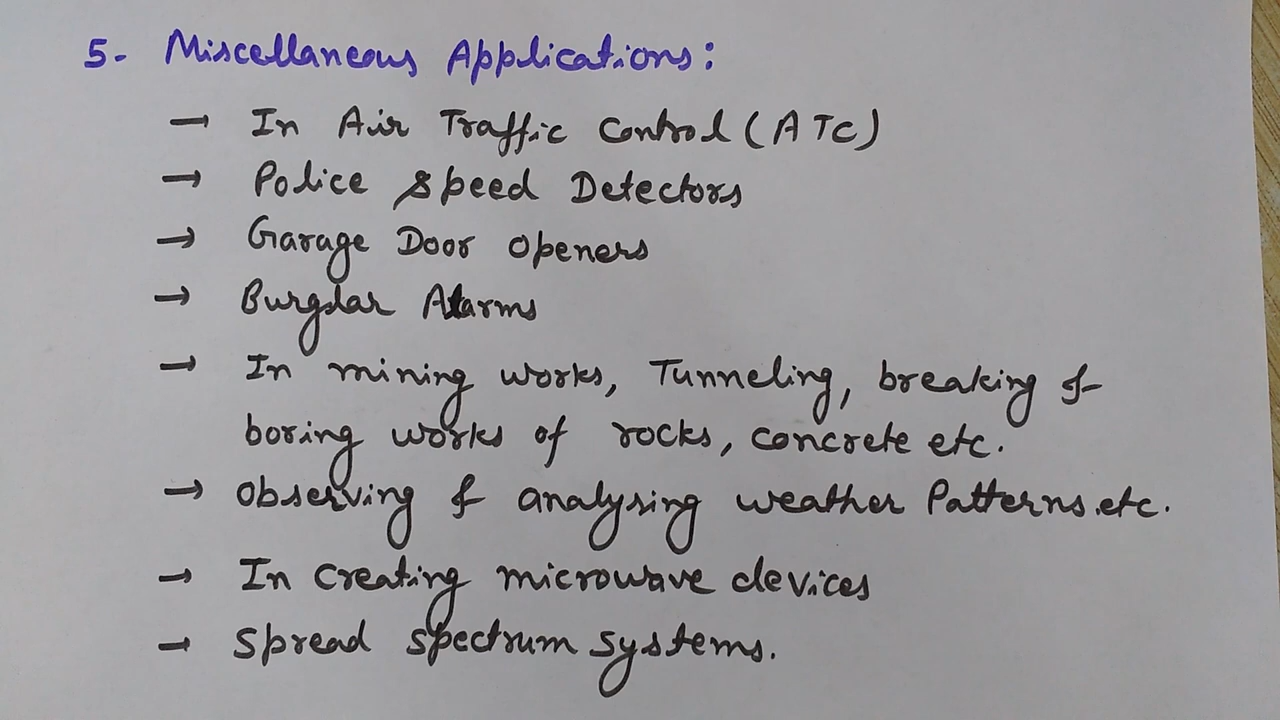 5. Miscellaneous Applications:
→ In Air Traffic Control (ATC)
→ Police Speed Detectors
→ Garage Door Openers
→ Burglar Alarms
→ In mining works, Tunneling, breaking &
boring works of rocks, concrete etc.
→ Observing & analysing weather Patterns etc.
→ In creating microwave devices
→ Spread spectrum systems.